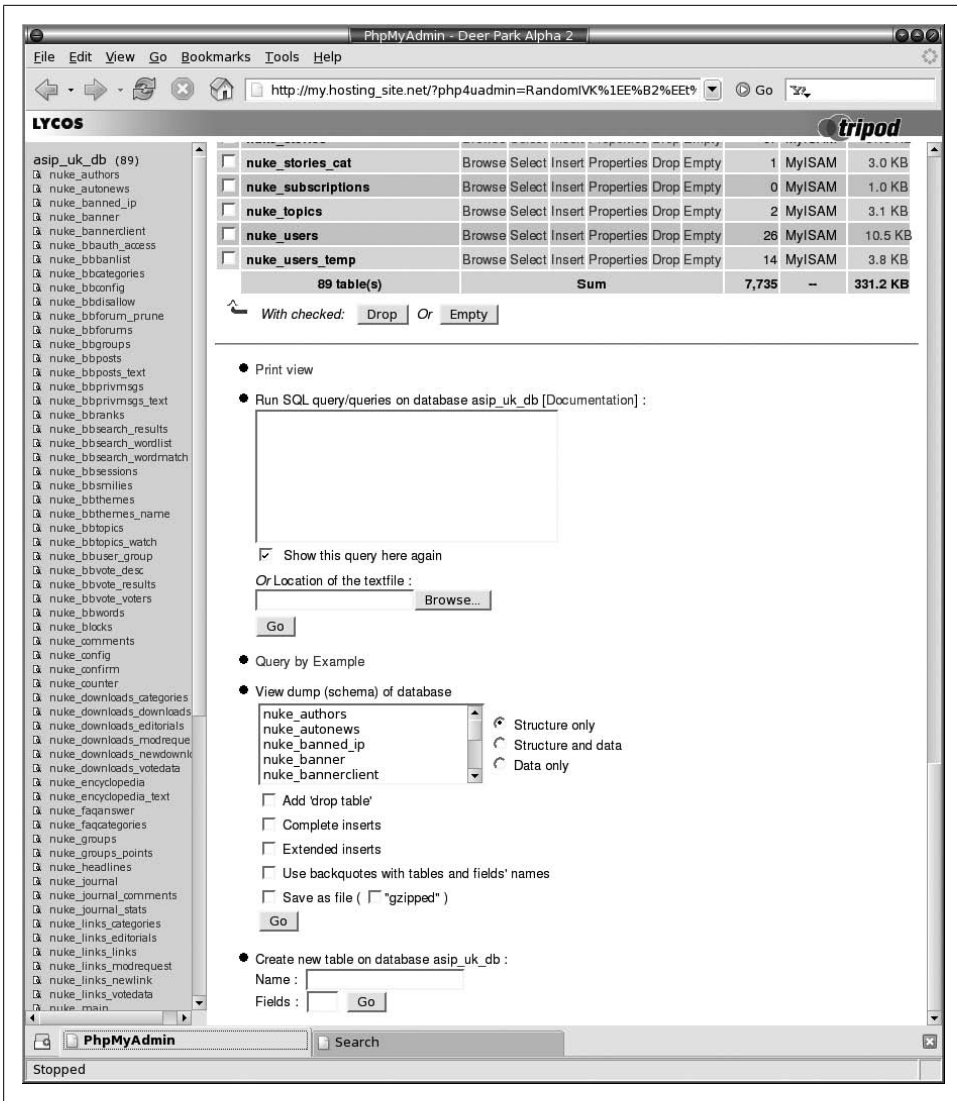 PhpMyAdmin - Deer Park Alpha 2
File Edit View Go Bookmarks Tools Help
http://my.hosting_site.net/?php4uadmin=RandomIVK%1EE%B2%EEt% Go
LYCOS tripod
asip_uk_db (89)
nuke_authors
nuke_autonews
nuke_banned_ip
nuke_banner
nuke_bannerclient
nuke_bbauth_access
nuke_bbbanlist
nuke_bbcategories
nuke_bbconfig
nuke_bbdisallow
nuke_bbforum_prune
nuke_bbforums
nuke_bbgroups
nuke_bbposts
nuke_bbposts_text
nuke_bbprivmsgs
nuke_bbprivmsgs_text
nuke_bbranks
nuke_bbsearch_results
nuke_bbsearch_wordlist
nuke_bbsearch_wordmatch
nuke_bbsessions
nuke_bbsmilies
nuke_bbthemes
nuke_bbthemes_name
nuke_bbtopics
nuke_bbtopics_watch
nuke_bbuser_group
nuke_bbvote_desc
nuke_bbvote_results
nuke_bbvote_voters
nuke_bbwords
nuke_blocks
nuke_comments
nuke_config
nuke_confirm
nuke_counter
nuke_downloads_categories
nuke_downloads_downloads
nuke_downloads_editorials
nuke_downloads_modreque
nuke_downloads_newdownlo
nuke_downloads_votedata
nuke_encyclopedia
nuke_encyclopedia_text
nuke_faqanswer
nuke_faqcategories
nuke_groups
nuke_groups_points
nuke_headlines
nuke_journal
nuke_journal_comments
nuke_journal_stats
nuke_links_categories
nuke_links_editorials
nuke_links_links
nuke_links_modrequest
nuke_links_newlink
nuke_links_votedata
nuke_main
nuke_stories_cat Browse Select Insert Properties Drop Empty 1 MyISAM 3.0 KB
nuke_subscriptions Browse Select Insert Properties Drop Empty 0 MyISAM 1.0 KB
nuke_topics Browse Select Insert Properties Drop Empty 2 MyISAM 3.1 KB
nuke_users Browse Select Insert Properties Drop Empty 26 MyISAM 10.5 KB
nuke_users_temp Browse Select Insert Properties Drop Empty 14 MyISAM 3.8 KB
89 table(s) Sum 7,735 -- 331.2 KB
With checked: Drop Or Empty
Print view
Run SQL query/queries on database asip_uk_db [Documentation] :
Show this query here again
Or Location of the textfile :
Browse...
Go
Query by Example
View dump (schema) of database
nuke_authors
nuke_autonews
nuke_banned_ip
nuke_banner
nuke_bannerclient
Structure only
Structure and data
Data only
Add 'drop table'
Complete inserts
Extended inserts
Use backquotes with tables and fields' names
Save as file ( "gzipped" )
Go
Create new table on database asip_uk_db :
Name :
Fields : Go
PhpMyAdmin Search
Stopped